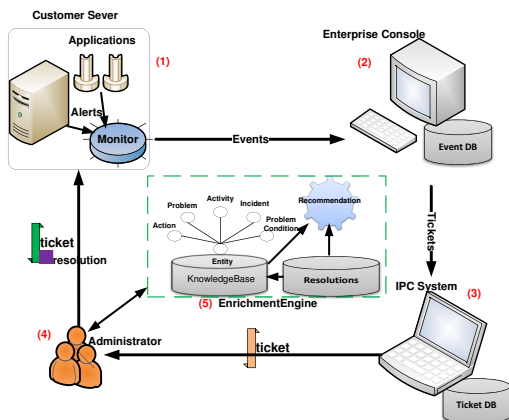 Customer Sever
Applications
(1)
Alerts
Monitor
Events
Enterprise Console
(2)
Event DB
Tickets
IPC System
(3)
Ticket DB
ticket
(4)
Administrator
ticket
resolution
Action
Problem
Activity
Incident
Problem
Condition
Entity
KnowledgeBase
Recommendation
Resolutions
(5) EnrichmentEngine